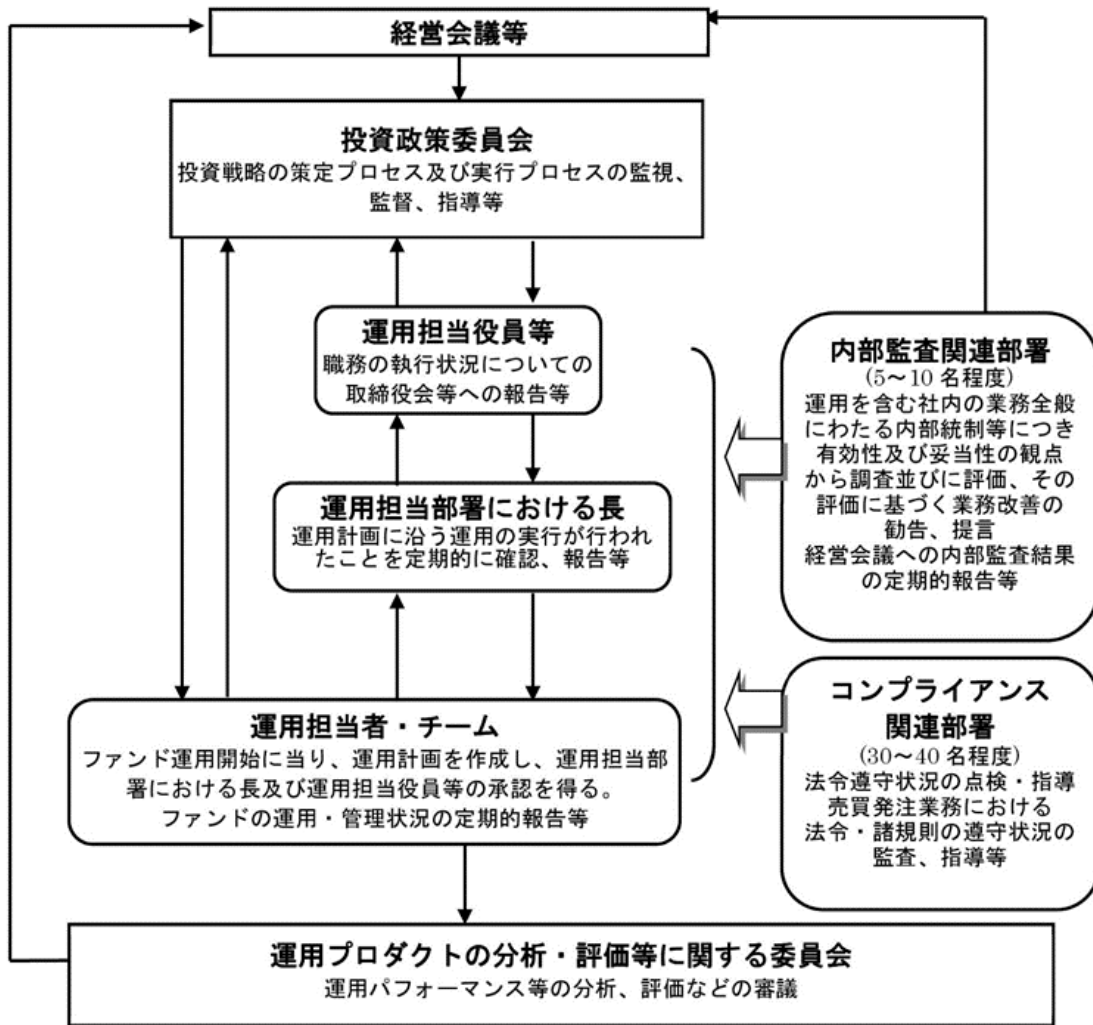 経営会議等
投資政策委員会
投資戦略の策定プロセス及び実行プロセスの監視、
監督、指導等
運用担当役員等
職務の執行状況についての
取締役会等への報告等
運用担当部署における長
運用計画に沿う運用の実行が行われ
たことを定期的に確認、報告等
運用担当者・チーム
ファンド運用開始に当り、運用計画を作成し、運用担当部
署における長及び運用担当役員等の承認を得る。
ファンドの運用・管理状況の定期的報告等
内部監査関連部署
(5～10 名程度)
運用を含む社内の業務全般
にわたる内部統制等につき
有効性及び妥当性の観点
から調査並びに評価、その
評価に基づく業務改善の
勧告、提言
経営会議への内部監査結果
の定期的報告等
コンプライアンス
関連部署
(30～40 名程度)
法令遵守状況の点検・指導
売買発注業務における
法令・諸規則の遵守状況の
監査、指導等
運用プロダクトの分析・評価等に関する委員会
運用パフォーマンス等の分析、評価などの審議